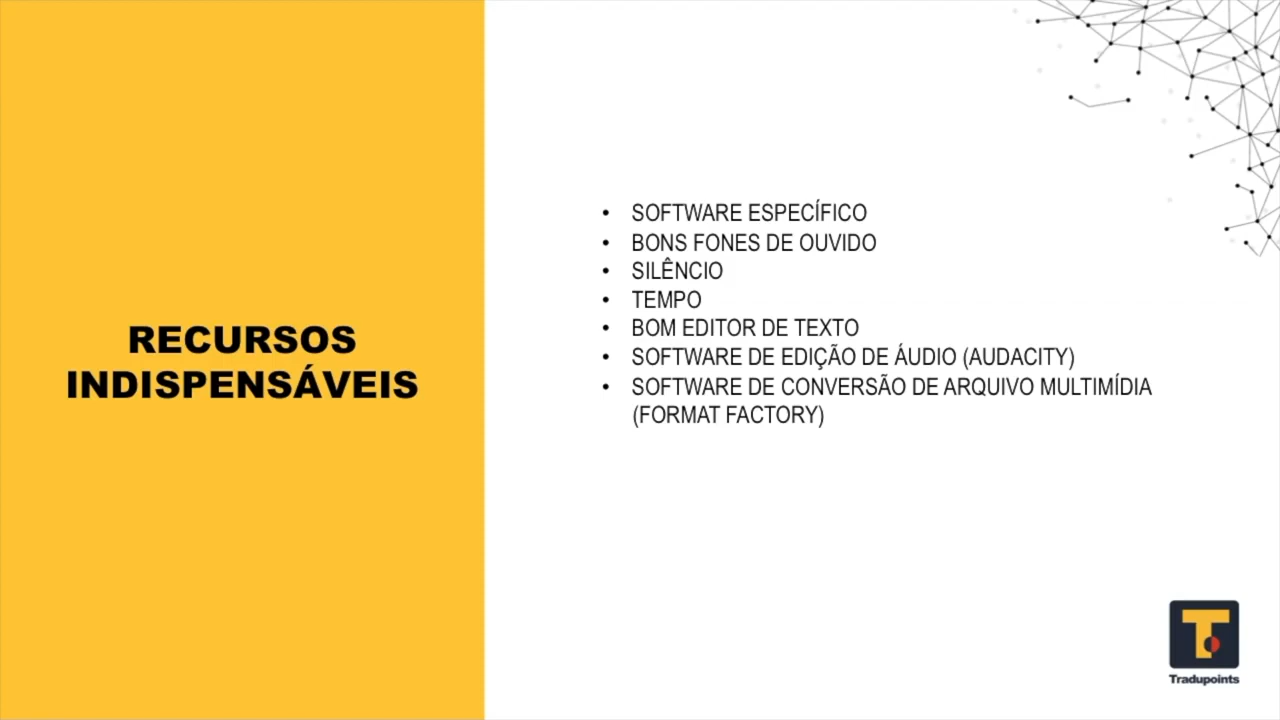 RECURSOS
INDISPENSÁVEIS
• SOFTWARE ESPECÍFICO
• BONS FONES DE OUVIDO
• SILÊNCIO
• TEMPO
• BOM EDITOR DE TEXTO
• SOFTWARE DE EDIÇÃO DE ÁUDIO (AUDACITY)
• SOFTWARE DE CONVERSÃO DE ARQUIVO MULTIMÍDIA
(FORMAT FACTORY)
T
Tradupoints